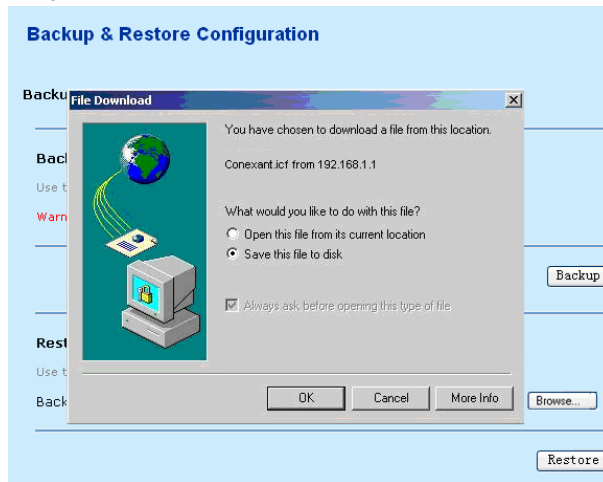 Backup & Restore Configuration
Backu
File Download
You have chosen to download a file from this location.
Conexant.icf from 192.168.1.1
What would you like to do with this file?
Open this file from its current location
Save this file to disk
Always ask before opening this type of file
OK Cancel More Info
Bac
Use t
Warn
Backup
Rest
Use t
Back
Browse...
Restore